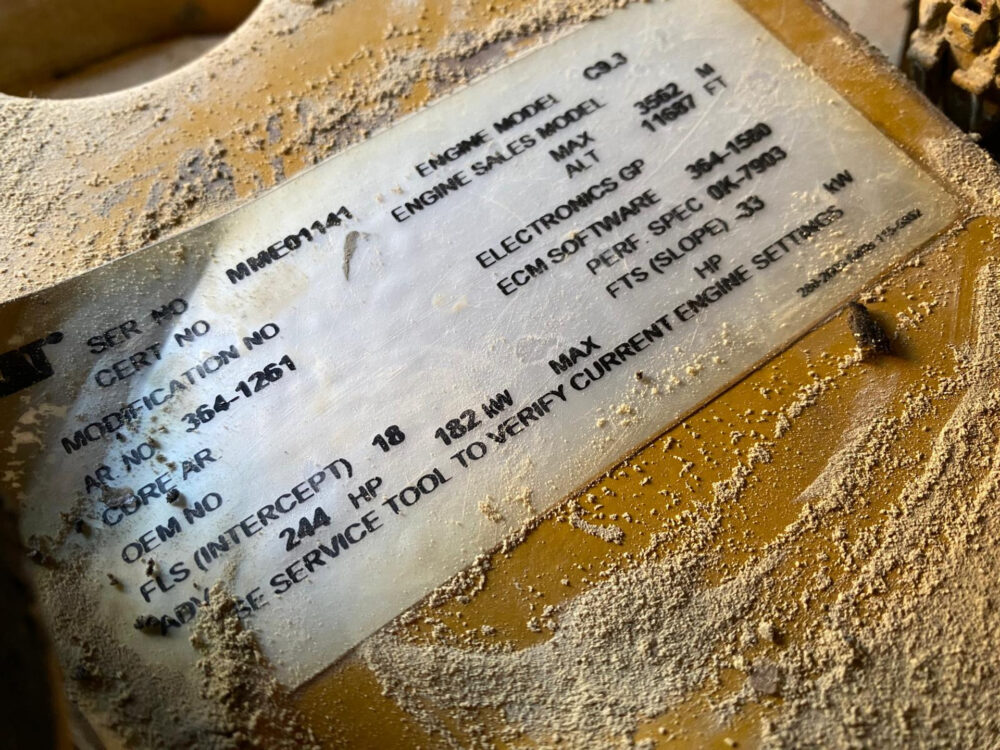 SER NO MME01141 ENGINE MODEL C9.3
CERT NO ENGINE SALES MODEL
MODIFICATION NO MAX 3562 M
AR NO 364-1261 ALT 11687 FT
CORE AR ELECTRONICS GP
OEM NO ECM SOFTWARE 364-1580
FLS (INTERCEPT) 18 PERF. SPEC 0K-7903
244 HP 182 kW FTS (SLOPE) .33
MAX HP kW
SERVICE TOOL TO VERIFY CURRENT ENGINE SETTINGS